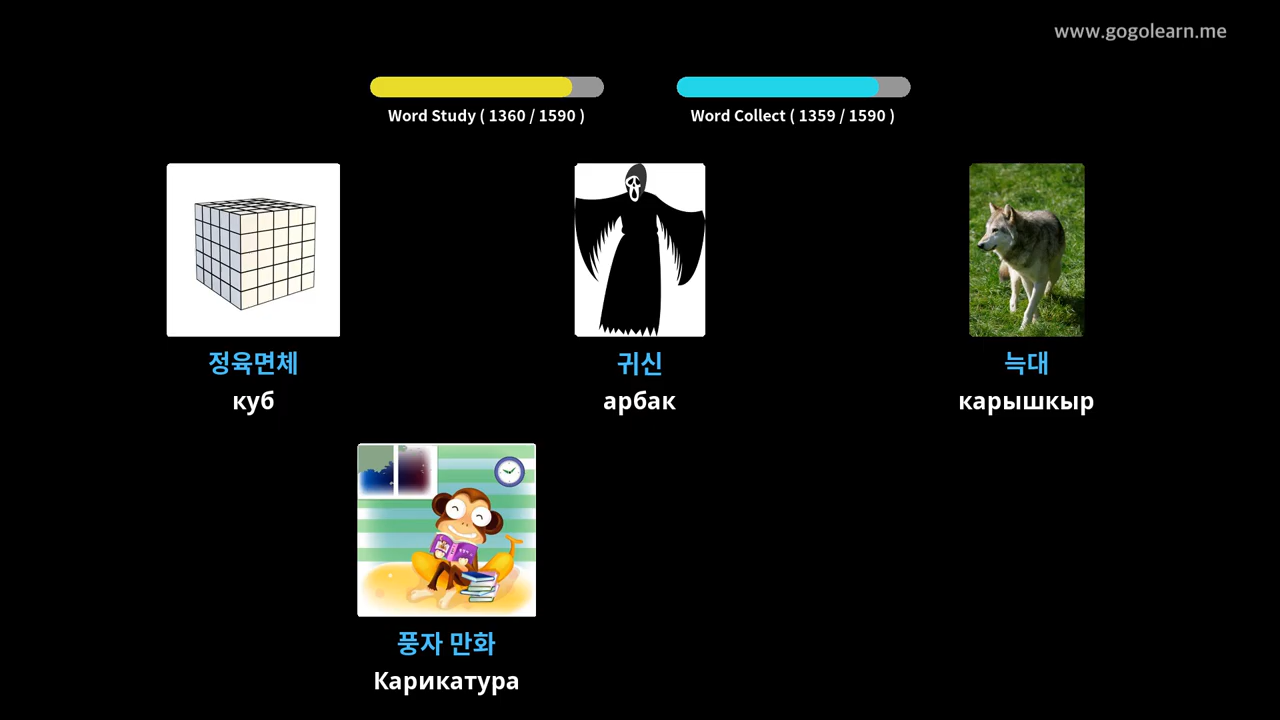 www.gogolearn.me
Word Study ( 1360 / 1590 )
Word Collect ( 1359 / 1590 )
정육면체
куб
귀신
арбак
늑대
карышкыр
풍자 만화
Карикатура